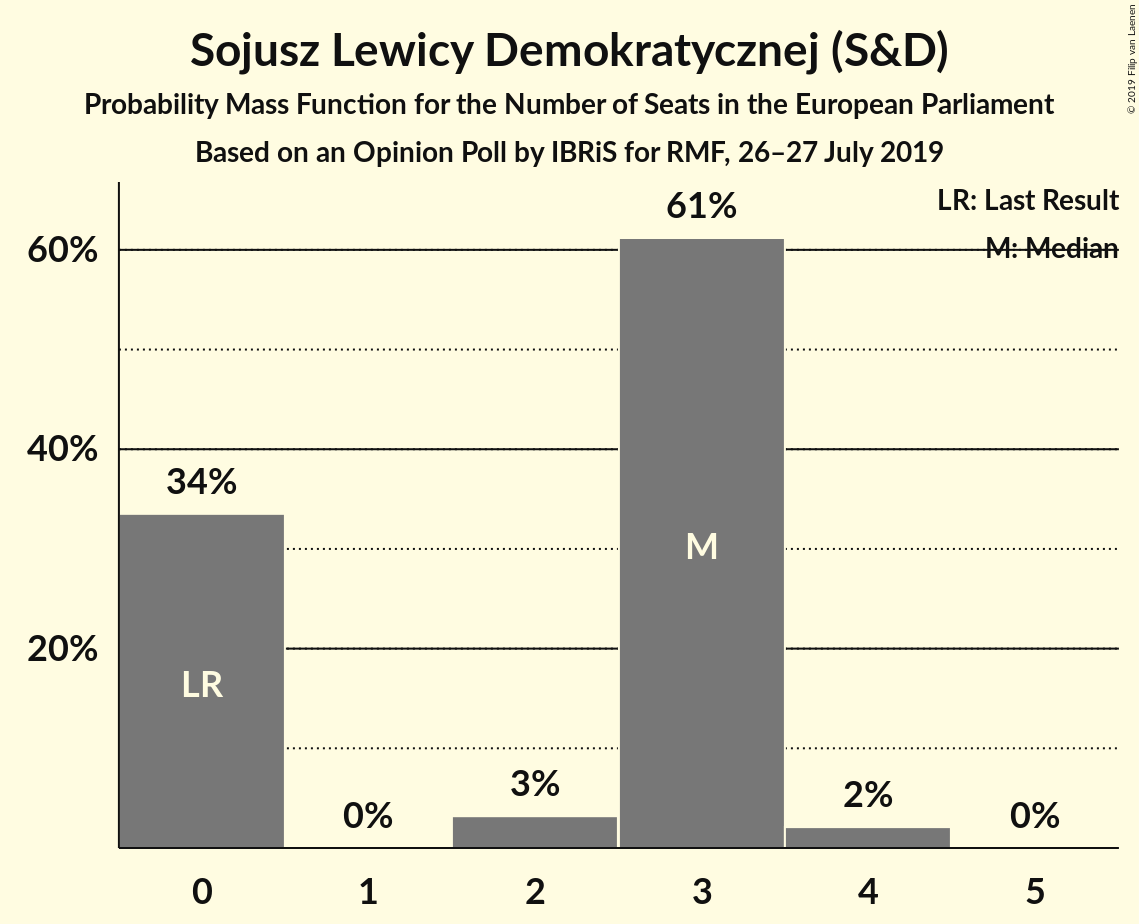 Sojusz Lewicy Demokratycznej (S&D)
Probability Mass Function for the Number of Seats in the European Parliament
Based on an Opinion Poll by IBRiS for RMF, 26–27 July 2019
© 2019 Filip van Laenen
LR: Last Result
M: Median
60%
40%
20%
34%
0%
3%
61%
2%
0%
LR
M
0 1 2 3 4 5